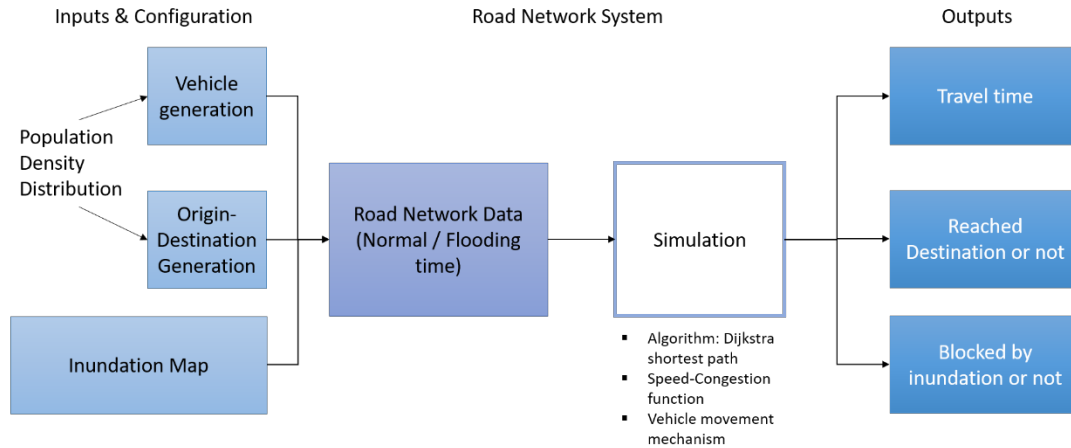 Inputs & Configuration
Road Network System
Outputs
Vehicle
generation
Population
Density
Distribution
Origin-
Destination
Generation
Inundation Map
Road Network Data
(Normal / Flooding
time)
Simulation
▪ Algorithm: Dijkstra
shortest path
▪ Speed-Congestion
function
▪ Vehicle movement
mechanism
Travel time
Reached
Destination or not
Blocked by
inundation or not